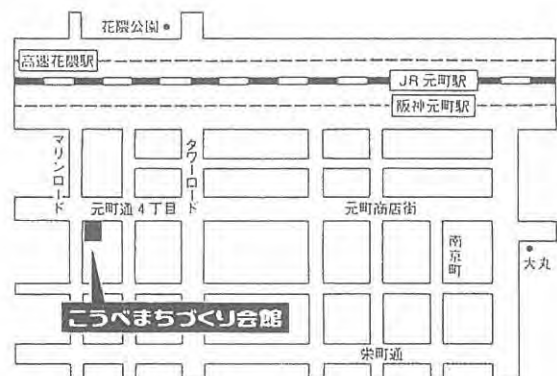 花隈公園
高速花隈駅
JR元町駅
阪神元町駅
マリンロード
タワーロード
元町通4丁目
元町商店街
南京町
大丸
こうべまちづくり会館
栄町通